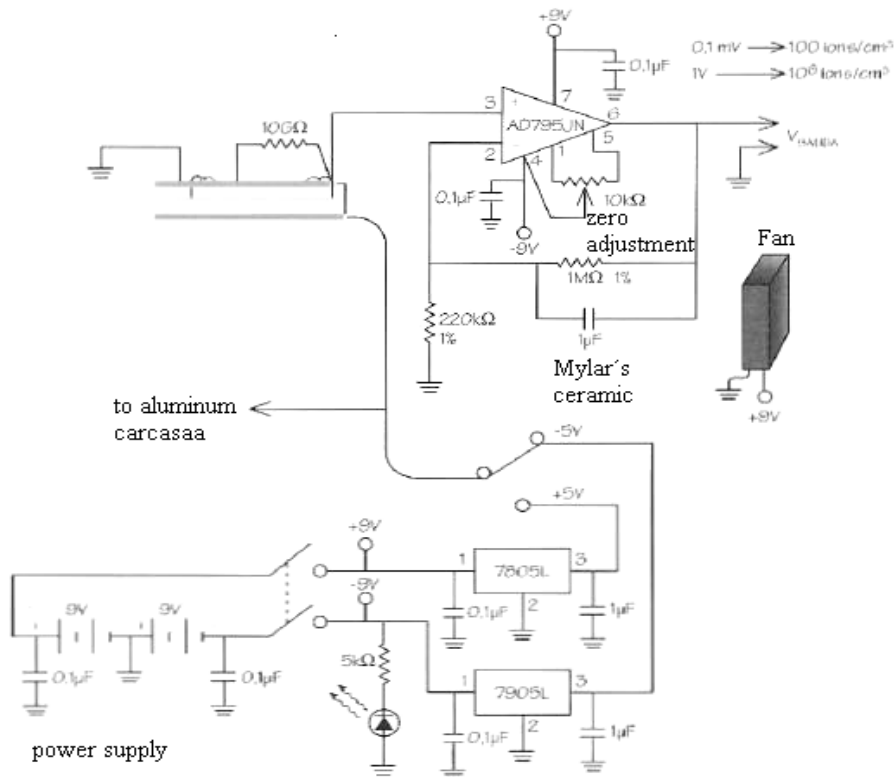 +9V
0,1 mV → 100 ions/cm³
1V → 10⁶ ions/cm³
0,1µF
10GΩ
3
7
6
AD795JN
5
2
4
1
0,1µF
10kΩ
-9V
zero
adjustment
Fan
1MΩ 1%
220kΩ
1%
1µF
Mylar´s
ceramic
+9V
to aluminum
carcasaa
-5V
+5V
+9V
-9V
1
7805L
3
2
0,1µF
1µF
9V
9V
0,1µF
0,1µF
5kΩ
1
7905L
3
2
0,1µF
1µF
power supply